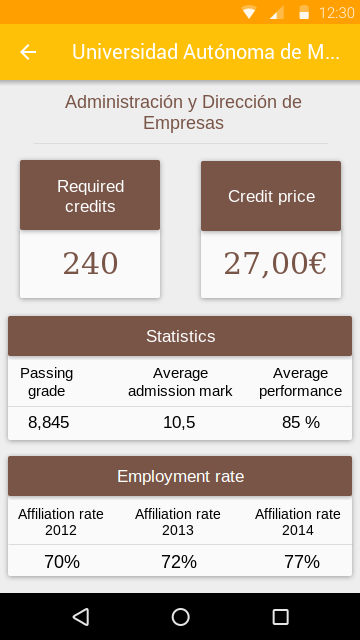 12:30
Universidad Autónoma de M...
Administración y Dirección de
Empresas
Required
credits
240
Credit price
27,00€
Statistics
Passing
grade
Average
admission mark
Average
performance
8,845
10,5
85 %
Employment rate
Affiliation rate
2012
Affiliation rate
2013
Affiliation rate
2014
70%
72%
77%